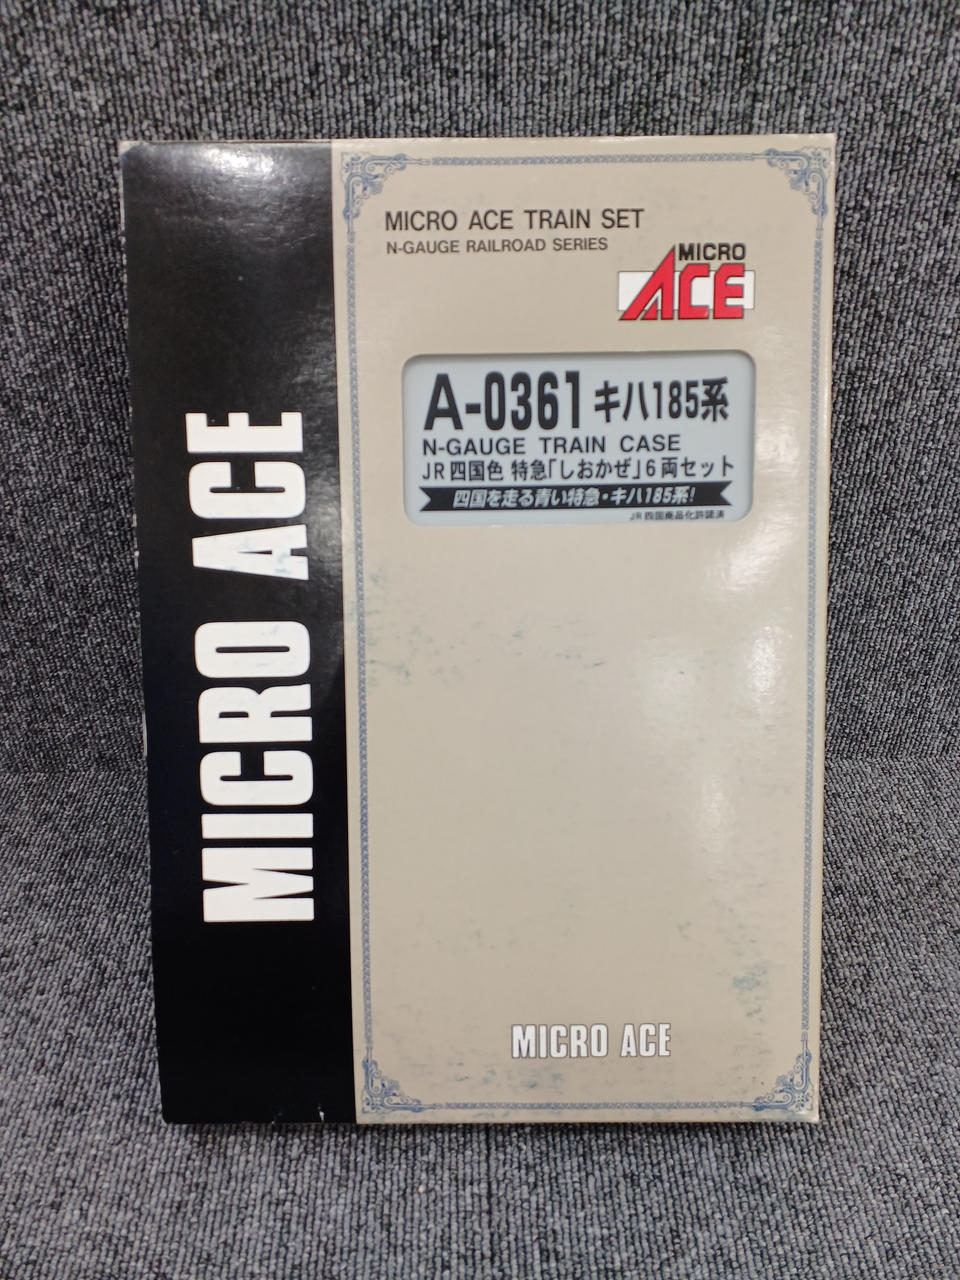 MICRO ACE
MICRO ACE TRAIN SET
N-GAUGE RAILROAD SERIES
MICRO
ACE
A-0361 キハ185系
N-GAUGE TRAIN CASE
JR四国色 特急「しおかぜ」6両セット
四国を走る青い特急・キハ185系!
JR四国商品化許諾済
MICRO ACE